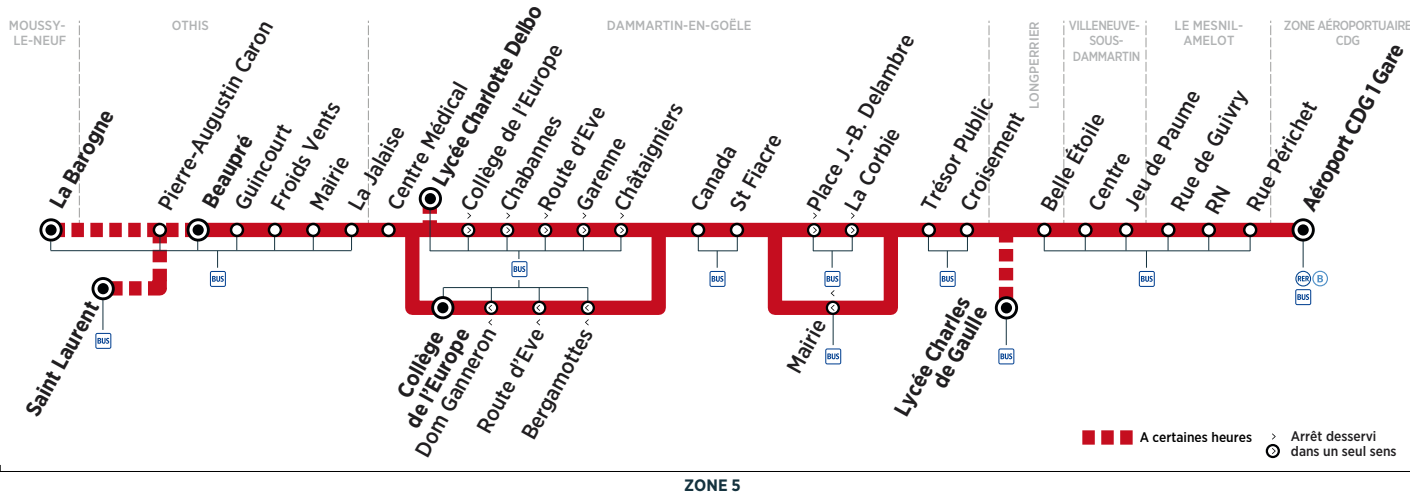 MOUSSY-
LE-NEUF
OTHIS
DAMMARTIN-EN-GOËLE
LONGPERRIER
VILLENEUVE-
SOUS-
DAMMARTIN
LE MESNIL-
AMELOT
ZONE AÉROPORTUAIRE
CDG
La Barogne
Pierre-Augustin Caron
Beaupré
Guincourt
Froids Vents
Mairie
La Jalaise
Centre Médical
Lycée Charlotte Delbo
Collège de l'Europe
Chabannes
Route d'Eve
Garenne
Châtaigniers
Canada
St Fiacre
Place J.-B. Delambre
La Corbie
Trésor Public
Croisement
Belle Étoile
Centre
Jeu de Paume
Rue de Guivry
RN
Rue Périchet
Aéroport CDG 1 Gare
BUS
BUS
BUS
BUS
BUS
BUS
RER B
BUS
Saint Laurent
BUS
Collège
de l'Europe
Dom Ganneron
Route d'Eve
Bergamottes
Mairie
BUS
Lycée Charles
de Gaulle
BUS
A certaines heures
Arrêt desservi
dans un seul sens
ZONE 5